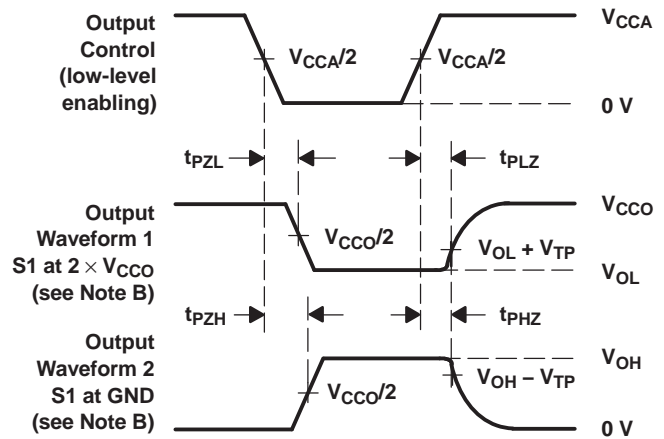 Output
Control
(low-level
enabling)
V_CCA/2
V_CCA/2
V_CCA
0 V
t_PZL
t_PLZ
Output
Waveform 1
S1 at 2 × V_CCO
(see Note B)
V_CCO/2
V_CCO
V_OL + V_TP
V_OL
t_PZH
t_PHZ
Output
Waveform 2
S1 at GND
(see Note B)
V_CCO/2
V_OH
V_OH − V_TP
0 V